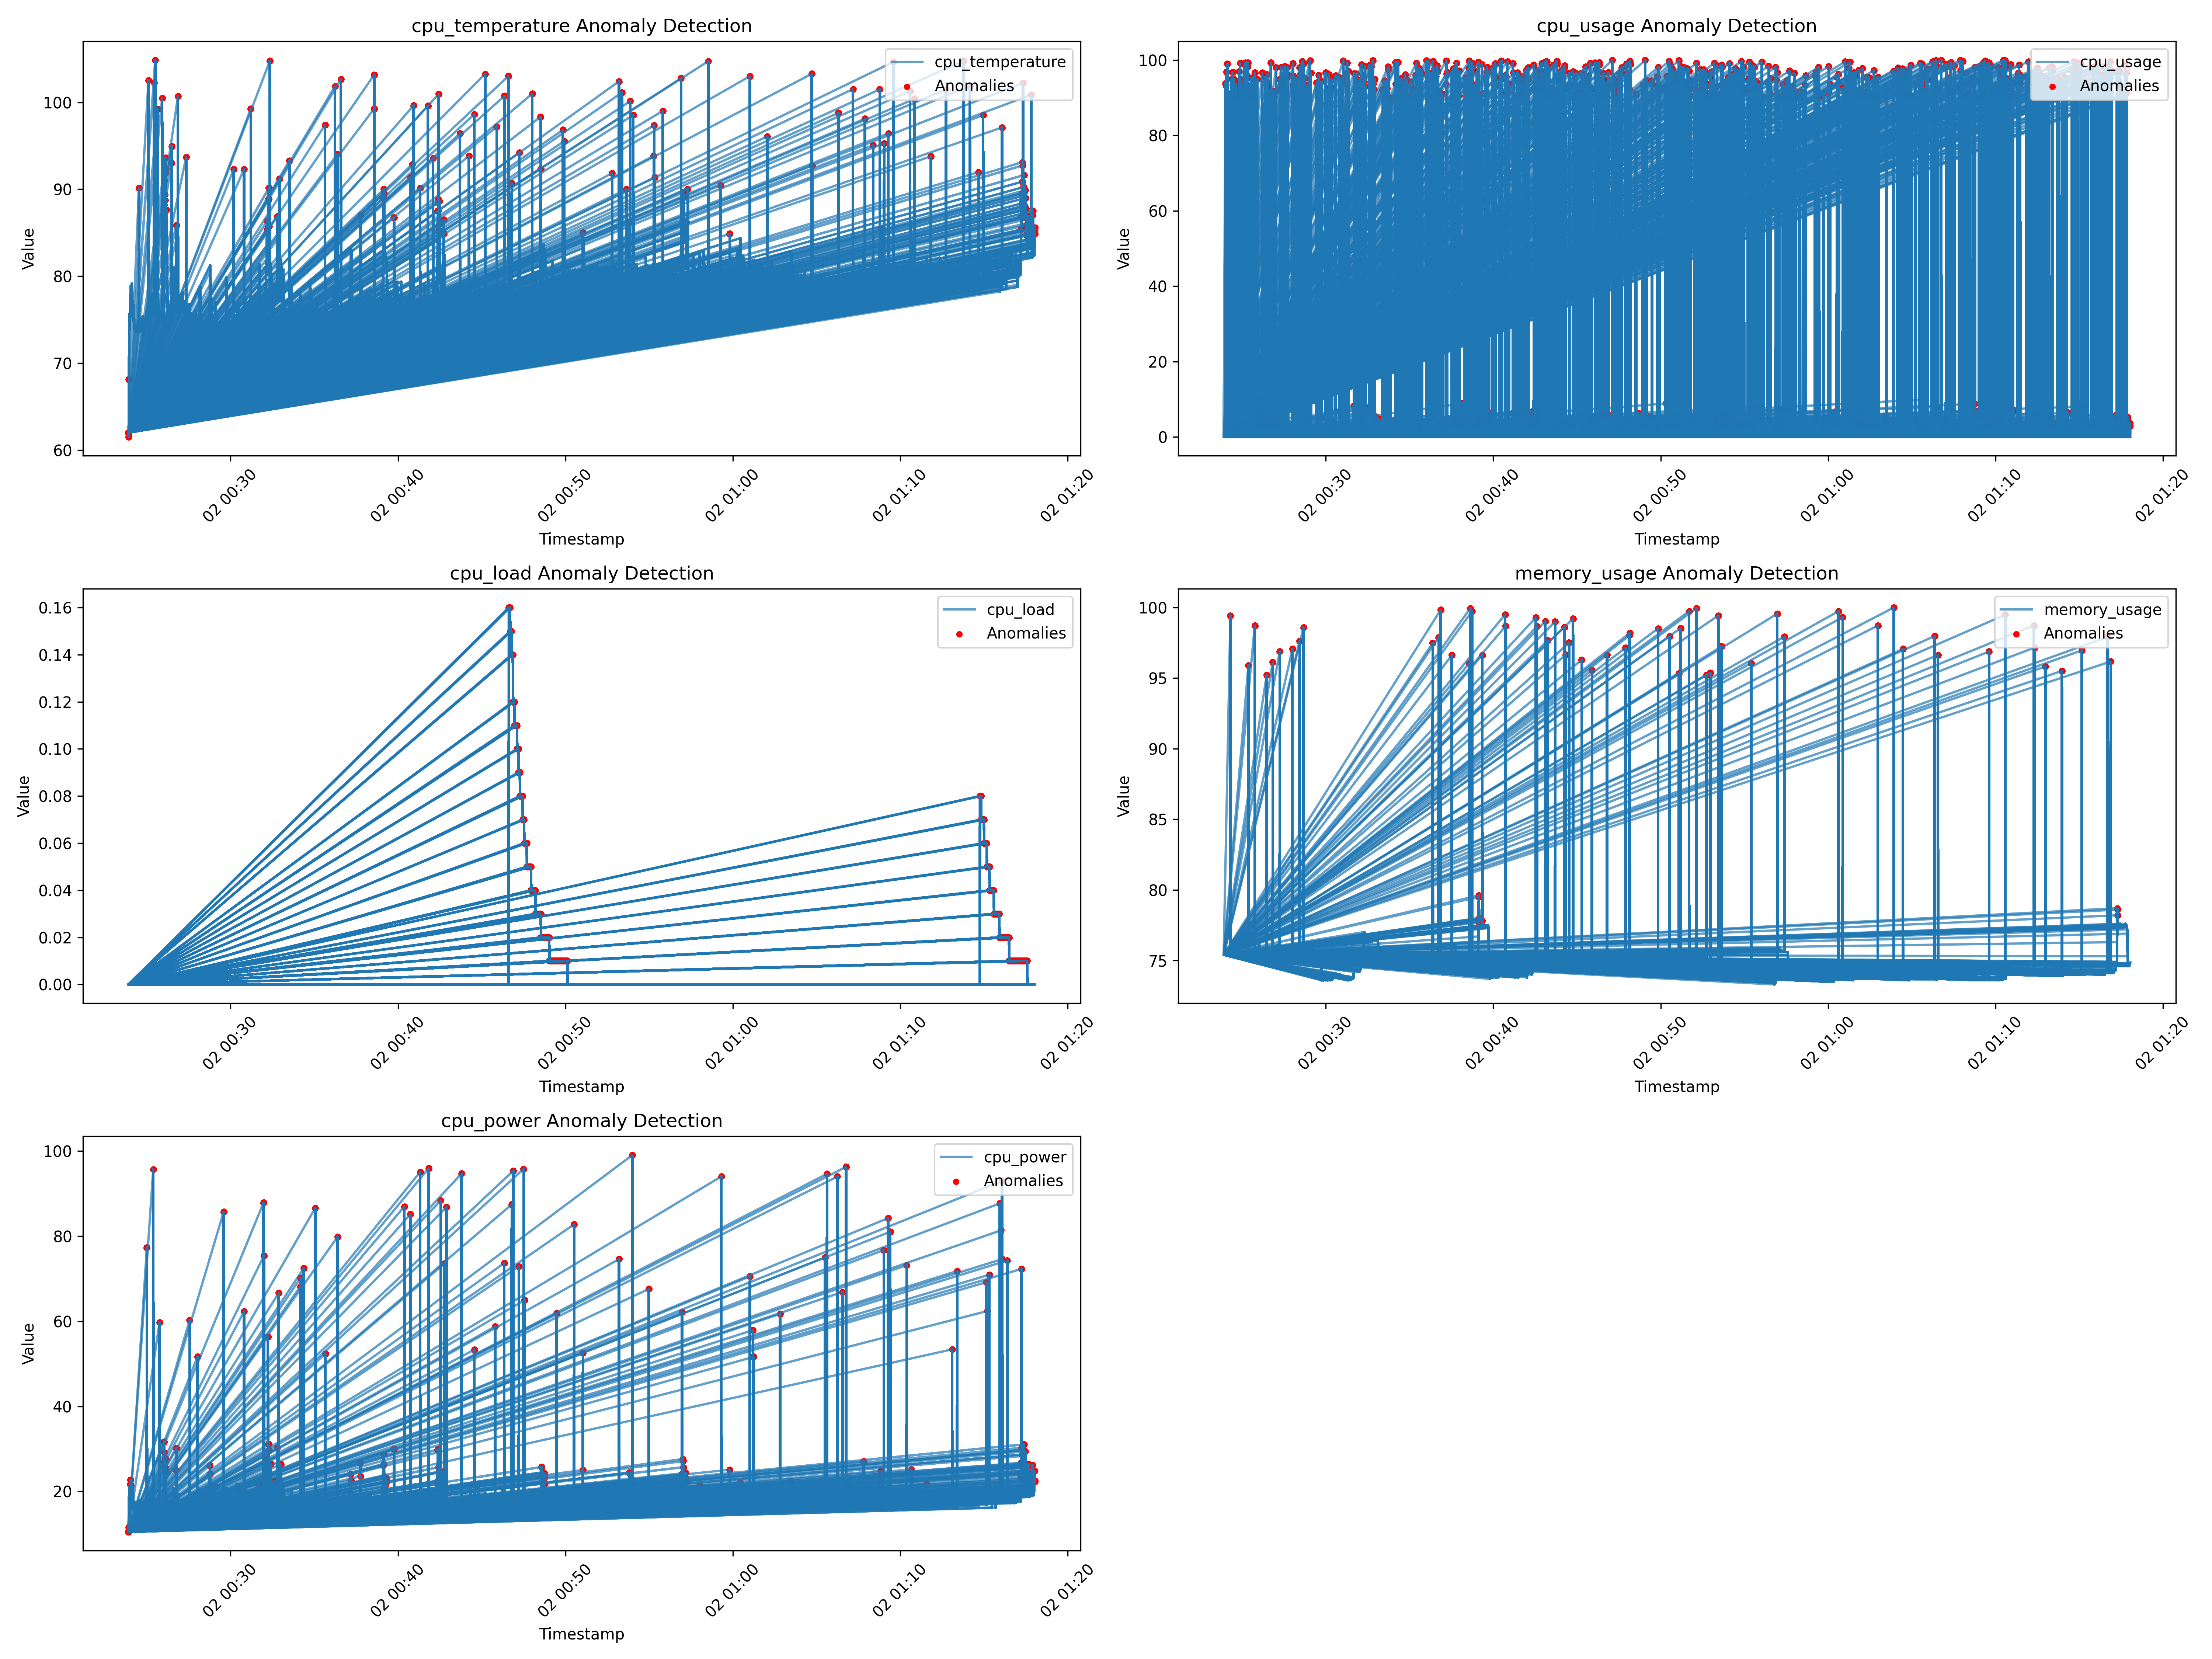 cpu_temperature Anomaly Detection
cpu_temperature
Anomalies
Value
100
90
80
70
60
02 00:30
02 00:40
02 00:50
02 01:00
02 01:10
02 01:20
Timestamp
cpu_usage Anomaly Detection
cpu_usage
Anomalies
Value
100
80
60
40
20
0
02 00:30
02 00:40
02 00:50
02 01:00
02 01:10
02 01:20
Timestamp
cpu_load Anomaly Detection
cpu_load
Anomalies
Value
0.16
0.14
0.12
0.10
0.08
0.06
0.04
0.02
0.00
02 00:30
02 00:40
02 00:50
02 01:00
02 01:10
02 01:20
Timestamp
memory_usage Anomaly Detection
memory_usage
Anomalies
Value
100
95
90
85
80
75
02 00:30
02 00:40
02 00:50
02 01:00
02 01:10
02 01:20
Timestamp
cpu_power Anomaly Detection
cpu_power
Anomalies
Value
100
80
60
40
20
02 00:30
02 00:40
02 00:50
02 01:00
02 01:10
02 01:20
Timestamp